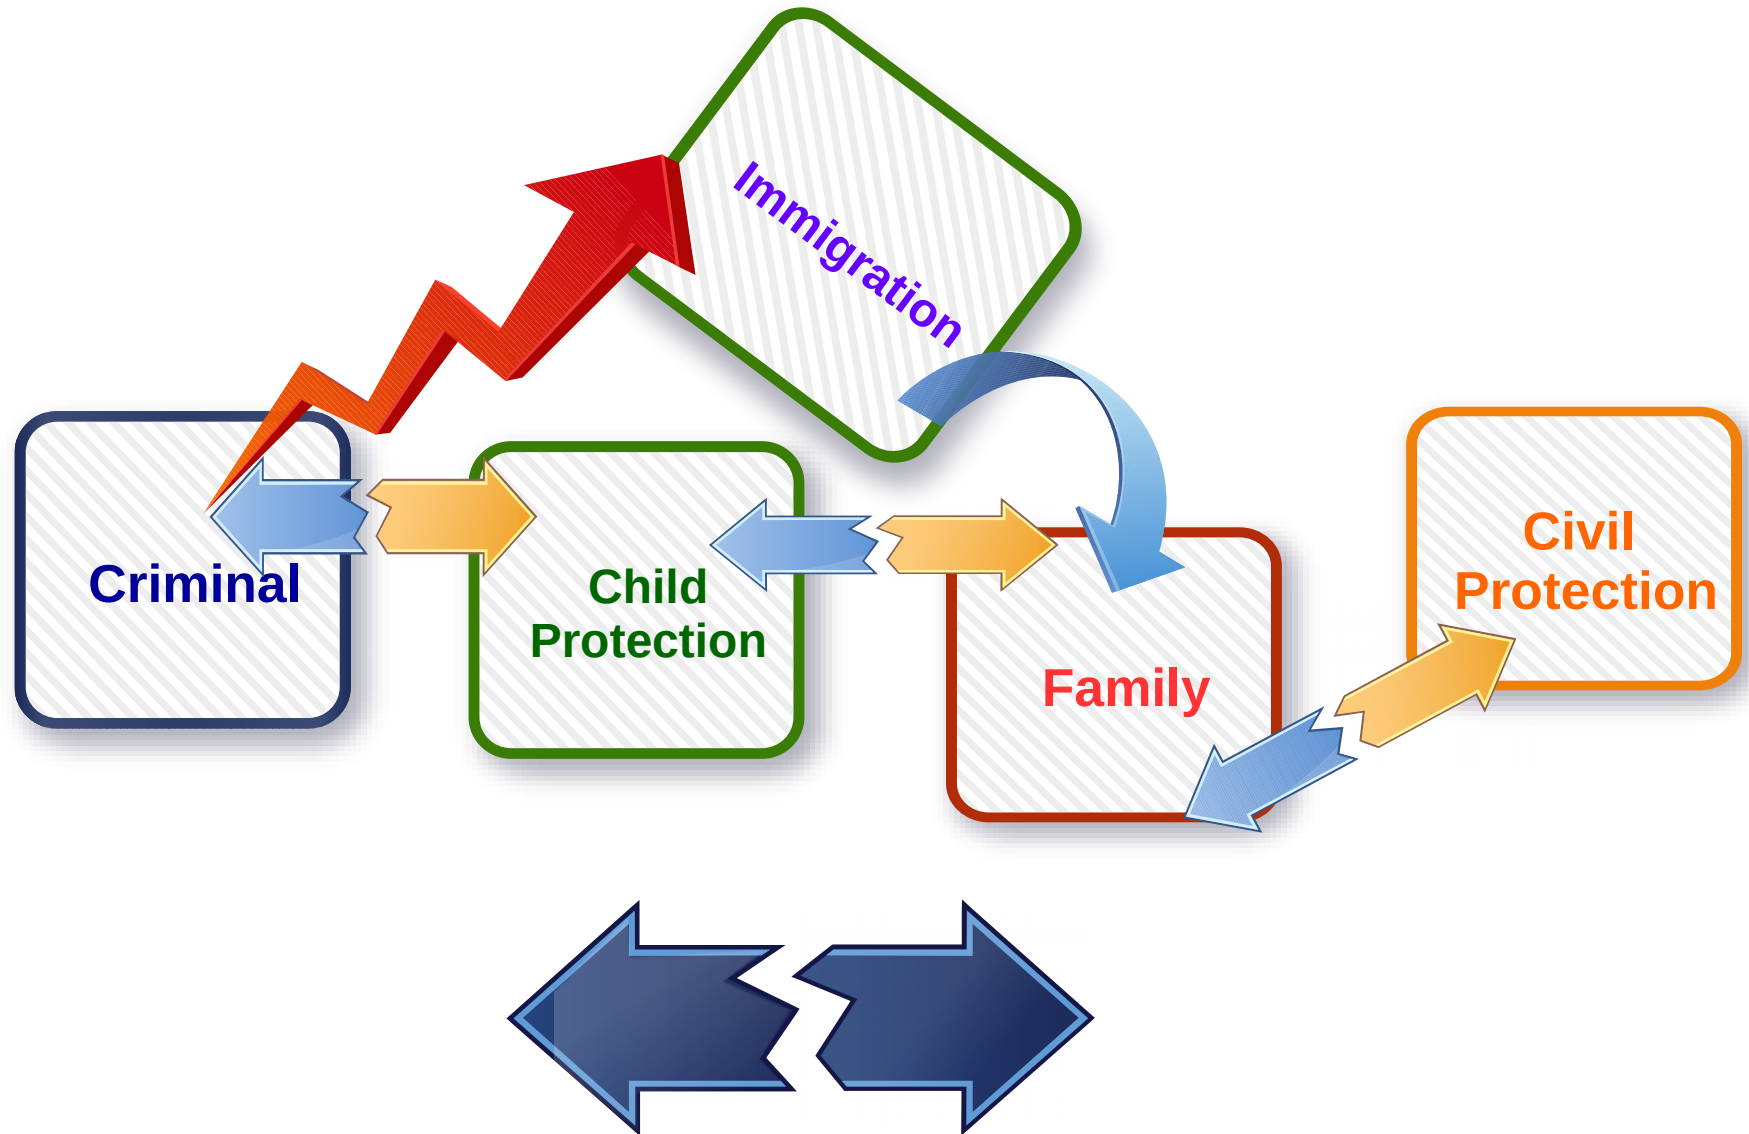 Immigration
Criminal
Child
Protection
Family
Civil
Protection